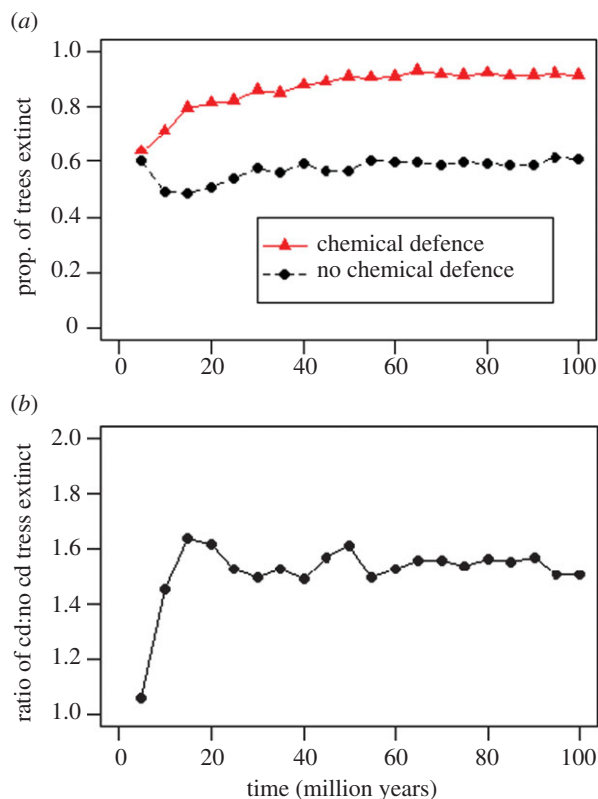 (a)
1.0
0.8
0.6
0.4
0.2
0
prop. of trees extinct
chemical defence
no chemical defence
0 20 40 60 80 100
(b)
2.0
1.8
1.6
1.4
1.2
1.0
ratio of cd:no cd tress extinct
0 20 40 60 80 100
time (million years)